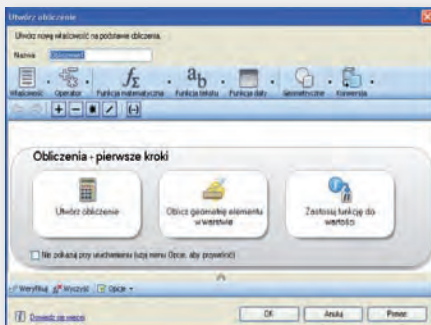 Utwórz obliczenie
Utwórz nową właściwość na podstawie obliczenia.
Nazwa
Właściwość Operator Funkcja matematyczna Funkcja tekstu Funkcja daty Geometryczne Konwersja
Obliczenia - pierwsze kroki
Utwórz obliczenie
Oblicz geometrię elementu w warstwie
Zastosuj funkcję do wartości
Nie pokazuj przy uruchamianiu (użyj menu Opcje, aby przywrócić)
Weryfikuj Wyczyść Opcje
Dowiedz się więcej
OK Anuluj Pomoc